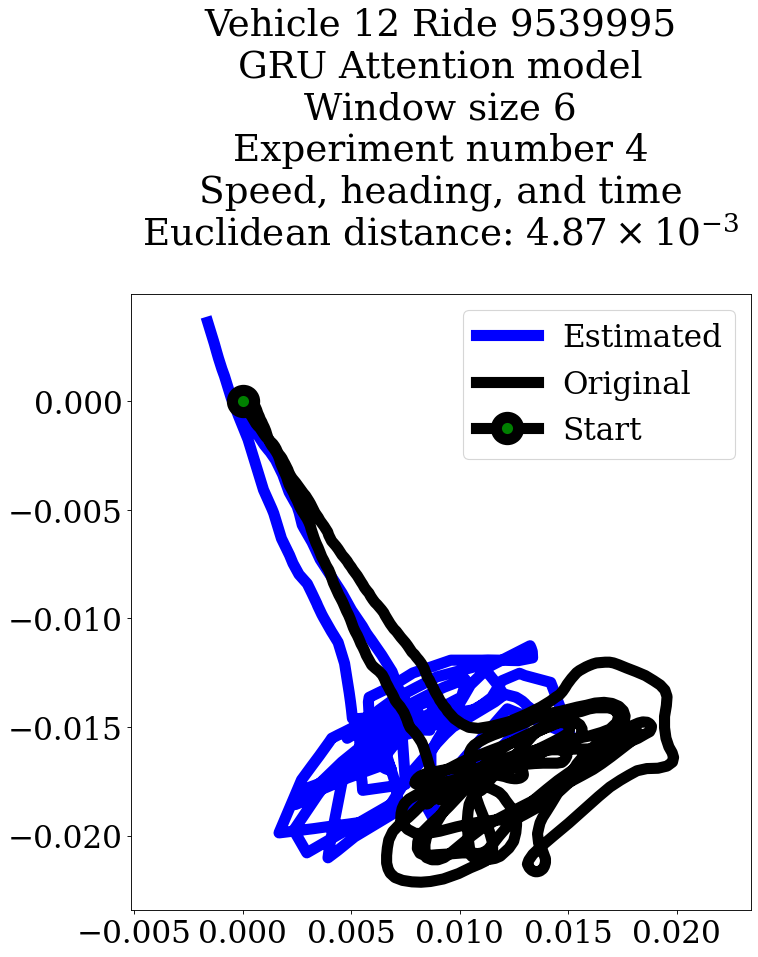 Vehicle 12 Ride 9539995
GRU Attention model
Window size 6
Experiment number 4
Speed, heading, and time
Euclidean distance: 4.87 × 10⁻³
Estimated
Original
Start
0.000
−0.005
−0.010
−0.015
−0.020
−0.005 0.000 0.005 0.010 0.015 0.020